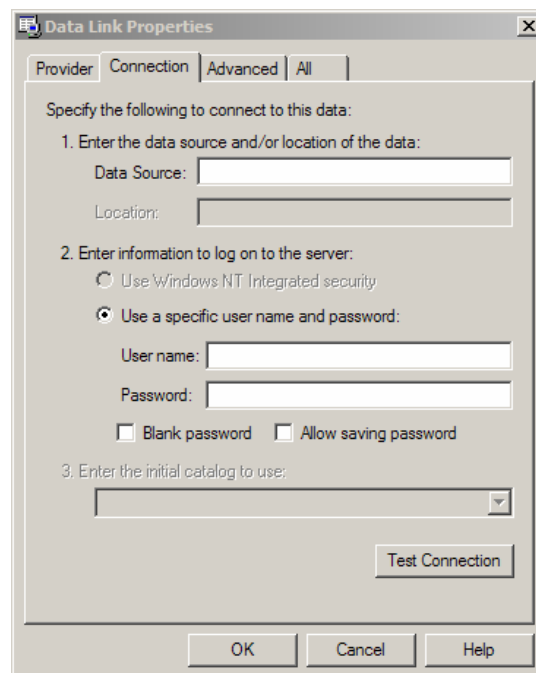 Data Link Properties
Provider Connection Advanced All
Specify the following to connect to this data:
1. Enter the data source and/or location of the data:
Data Source:
Location:
2. Enter information to log on to the server:
Use Windows NT Integrated security
Use a specific user name and password:
User name:
Password:
Blank password Allow saving password
3. Enter the initial catalog to use:
Test Connection
OK Cancel Help